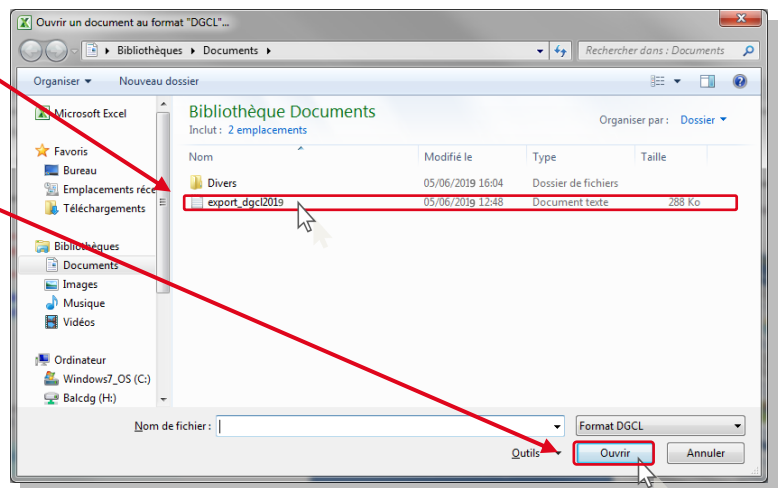 Ouvrir un document au format "DGCL"...
Bibliothèques Documents
Rechercher dans : Documents
Organiser Nouveau dossier
Microsoft Excel
Favoris
Bureau
Emplacements réce
Téléchargements
Bibliothèques
Documents
Images
Musique
Vidéos
Ordinateur
Windows7_OS (C:)
Balcdg (H:)
Bibliothèque Documents
Inclut : 2 emplacements
Organiser par : Dossier
Nom Modifié le Type Taille
Divers 05/06/2019 16:04 Dossier de fichiers
export_dgcl2019 05/06/2019 12:48 Document texte 288 Ko
Nom de fichier : Format DGCL
Outils Ouvrir Annuler